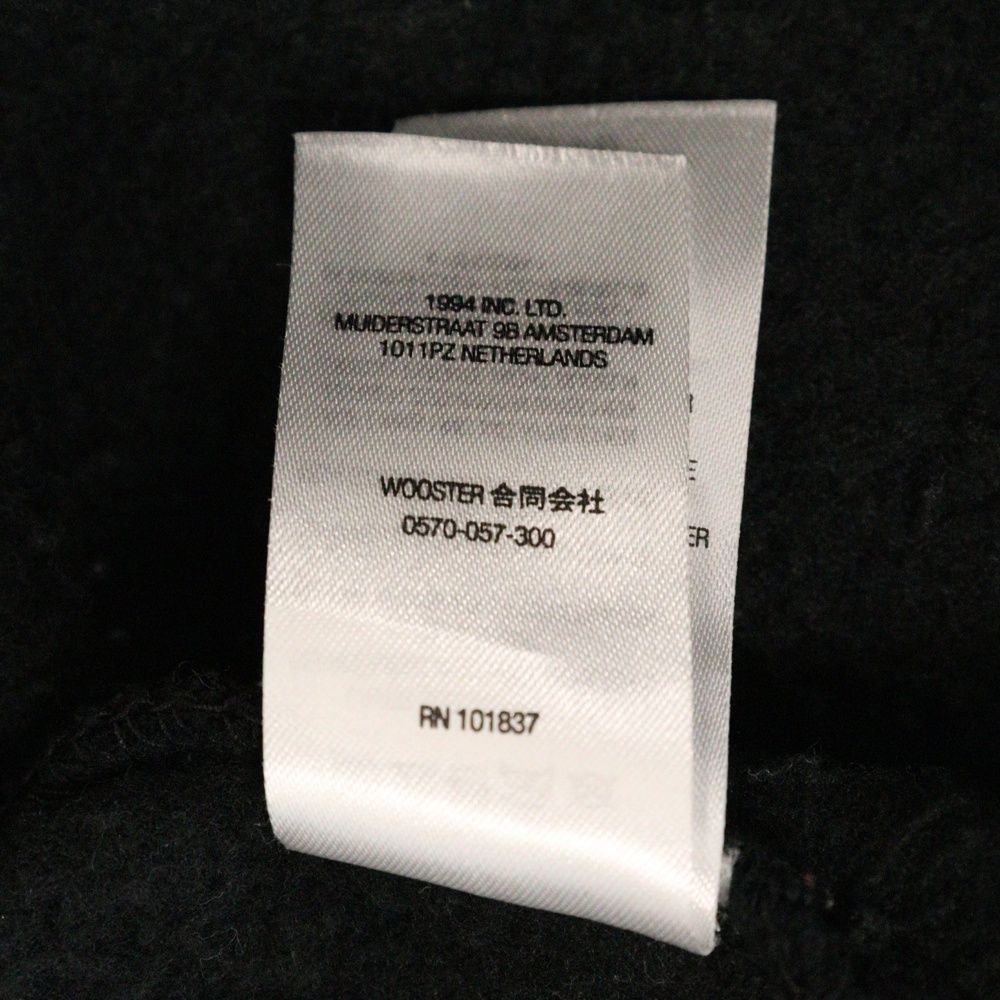 1994 INC. LTD.
MUIDERSTRAAT 9B AMSTERDAM
1011PZ NETHERLANDS
WOOSTER 合同会社
0570-057-300
RN 101837